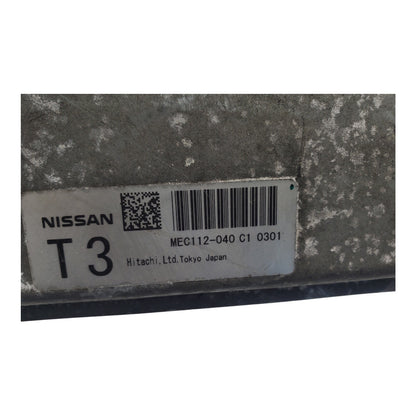 NISSAN
MEC112-040 C1 0301
T3
Hitachi,Ltd.Tokyo Japan